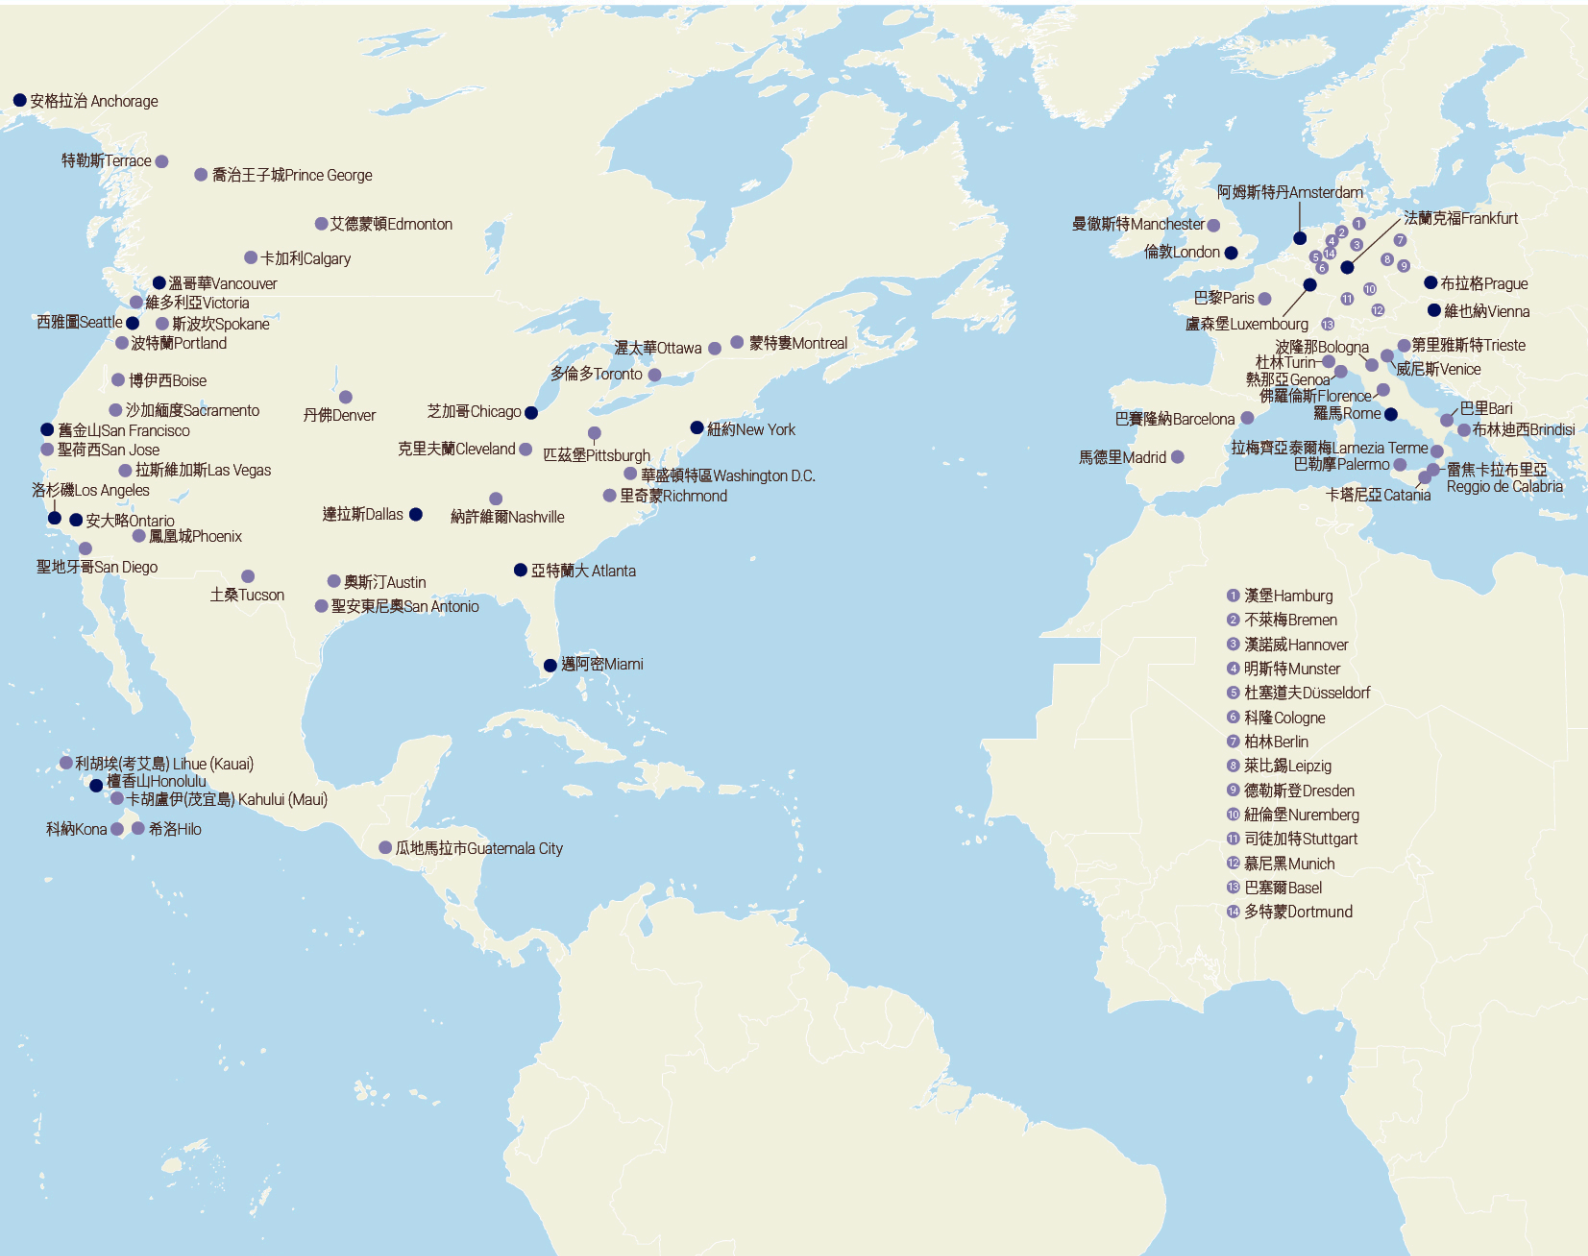 安格拉治 Anchorage
特勒斯Terrace
喬治王子城Prince George
艾德蒙頓Edmonton
卡加利Calgary
溫哥華Vancouver
維多利亞Victoria
西雅圖Seattle
斯波坎Spokane
波特蘭Portland
博伊西Boise
沙加緬度Sacramento
丹佛Denver
舊金山San Francisco
聖荷西San Jose
拉斯維加斯Las Vegas
洛杉磯Los Angeles
安大略Ontario
鳳凰城Phoenix
聖地牙哥San Diego
土桑Tucson
奧斯汀Austin
聖安東尼奧San Antonio
達拉斯Dallas
納許維爾Nashville
克里夫蘭Cleveland
芝加哥Chicago
匹茲堡Pittsburgh
渥太華Ottawa
蒙特婁Montreal
多倫多Toronto
紐約New York
華盛頓特區Washington D.C.
里奇蒙Richmond
亞特蘭大 Atlanta
邁阿密Miami
利胡埃(考艾島) Lihue (Kauai)
檀香山Honolulu
卡胡盧伊(茂宜島) Kahului (Maui)
科納Kona
希洛Hilo
瓜地馬拉市Guatemala City
阿姆斯特丹Amsterdam
曼徹斯特Manchester
法蘭克福Frankfurt
倫敦London
巴黎Paris
盧森堡Luxembourg
布拉格Prague
維也納Vienna
1
2
3
4
14
5
6
7
8
9
10
11
12
13
波隆那Bologna
第里雅斯特Trieste
杜林Turin
威尼斯Venice
熱那亞Genoa
佛羅倫斯Florence
羅馬Rome
巴里Bari
巴賽隆納Barcelona
布林迪西Brindisi
拉梅齊亞泰爾梅Lamezia Terme
馬德里Madrid
巴勒摩Palermo
雷焦卡拉布里亞
Reggio de Calabria
卡塔尼亞Catania
1 漢堡Hamburg
2 不萊梅Bremen
3 漢諾威Hannover
4 明斯特Munster
5 杜塞道夫Düsseldorf
6 科隆Cologne
7 柏林Berlin
8 萊比錫Leipzig
9 德勒斯登Dresden
10 紐倫堡Nuremberg
11 司徒加特Stuttgart
12 慕尼黑Munich
13 巴塞爾Basel
14 多特蒙Dortmund